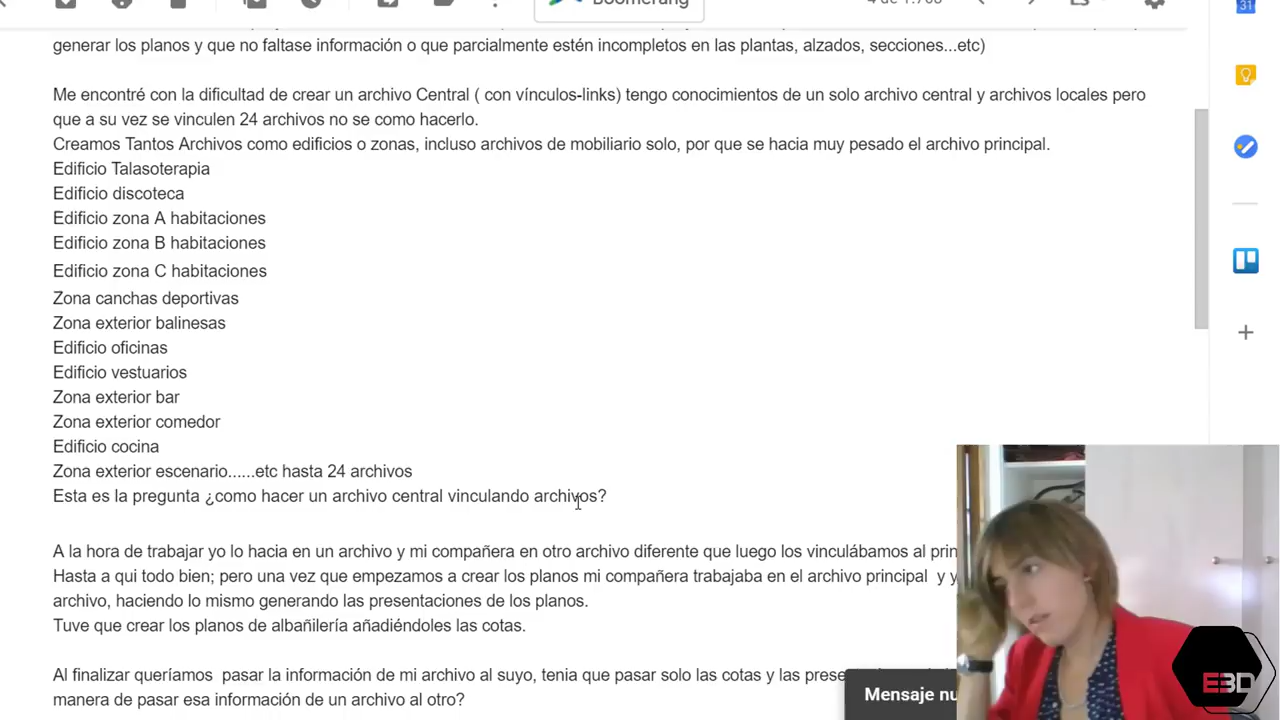 Boomerang
4 de 1.708
31
generar los planos y que no faltase información o que parcialmente estén incompletos en las plantas, alzados, secciones...etc)
Me encontré con la dificultad de crear un archivo Central ( con vínculos-links) tengo conocimientos de un solo archivo central y archivos locales pero
que a su vez se vinculen 24 archivos no se como hacerlo.
Creamos Tantos Archivos como edificios o zonas, incluso archivos de mobiliario solo, por que se hacia muy pesado el archivo principal.
Edificio Talasoterapia
Edificio discoteca
Edificio zona A habitaciones
Edificio zona B habitaciones
Edificio zona C habitaciones
Zona canchas deportivas
Zona exterior balinesas
Edificio oficinas
Edificio vestuarios
Zona exterior bar
Zona exterior comedor
Edificio cocina
Zona exterior escenario......etc hasta 24 archivos
Esta es la pregunta ¿como hacer un archivo central vinculando archivos?
A la hora de trabajar yo lo hacia en un archivo y mi compañera en otro archivo diferente que luego los vinculábamos al prin
Hasta a qui todo bien; pero una vez que empezamos a crear los planos mi compañera trabajaba en el archivo principal y y
archivo, haciendo lo mismo generando las presentaciones de los planos.
Tuve que crear los planos de albañilería añadiéndoles las cotas.
Al finalizar queríamos pasar la información de mi archivo al suyo, tenia que pasar solo las cotas y las prese
manera de pasar esa información de un archivo al otro?
Mensaje nu
E3D